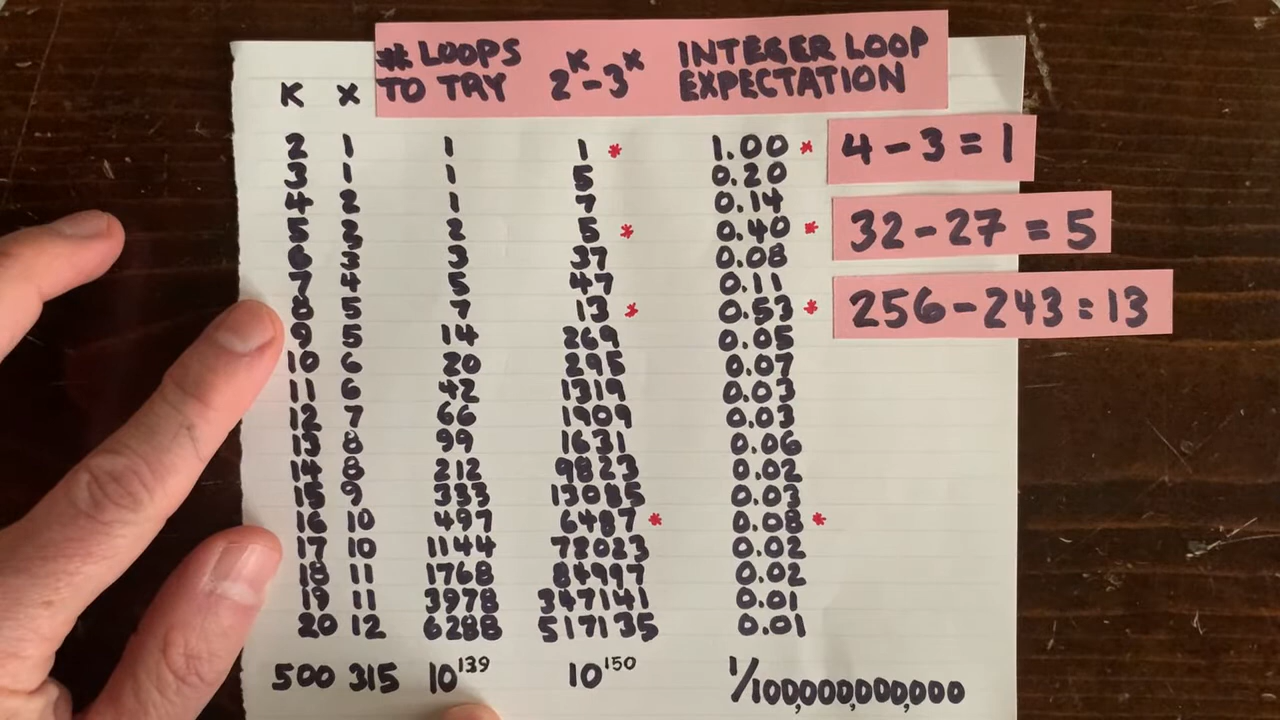 # LOOPS 2ᴷ-3ˣ INTEGER LOOP
K X TO TRY EXPECTATION
2 1 1 1 * 1.00 * 4-3=1
3 1 1 5 0.20
4 2 1 7 0.14
5 3 2 5 * 0.40 * 32-27=5
6 3 3 37 0.08
7 4 5 47 0.11
8 5 7 13 * 0.53 * 256-243=13
9 5 14 269 0.05
10 6 20 295 0.07
11 6 42 1319 0.03
12 7 66 1909 0.03
13 8 99 1631 0.06
14 8 212 9823 0.02
15 9 333 13085 0.03
16 10 497 6487 * 0.08 *
17 10 1144 72023 0.02
18 11 1768 84997 0.02
19 11 3978 347141 0.01
20 12 6288 517135 0.01
500 315 10¹³⁹ 10¹⁵⁰ 1/100,000,000,000